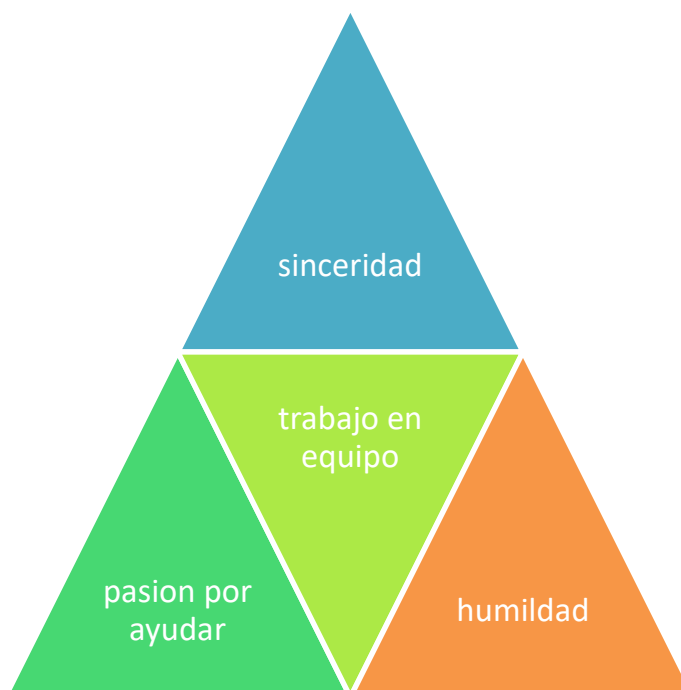 sinceridad
trabajo en
equipo
pasion por
ayudar
humildad